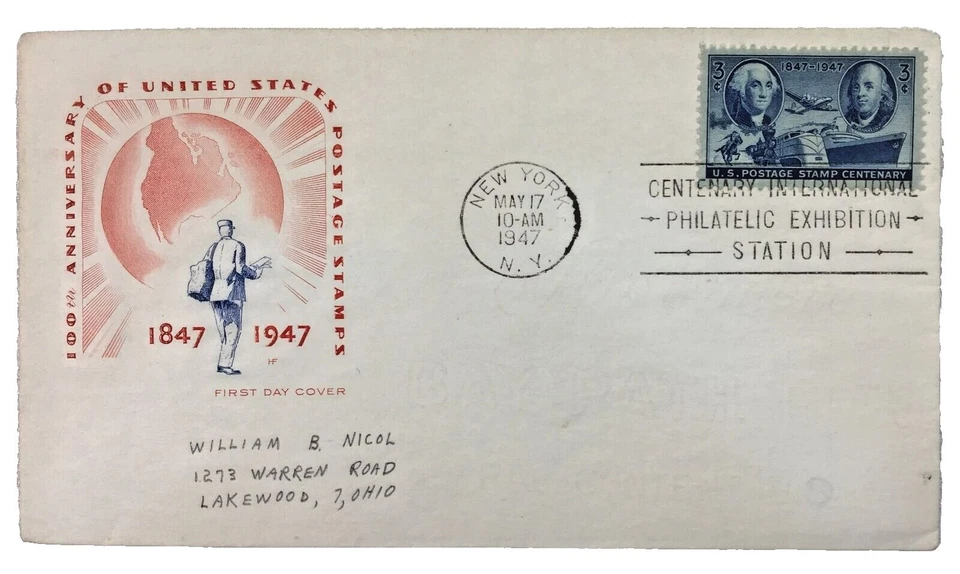 100th ANNIVERSARY OF UNITED STATES POSTAGE STAMPS
1847 1947
HF
FIRST DAY COVER
3¢ 1847-1947 3¢
U.S. POSTAGE STAMP CENTENARY
NEW YORK
MAY 17
10-AM
1947
N. Y.
CENTENARY INTERNATIONAL
PHILATELIC EXHIBITION
STATION
WILLIAM B. NICOL
1273 WARREN ROAD
LAKEWOOD, 7, OHIO